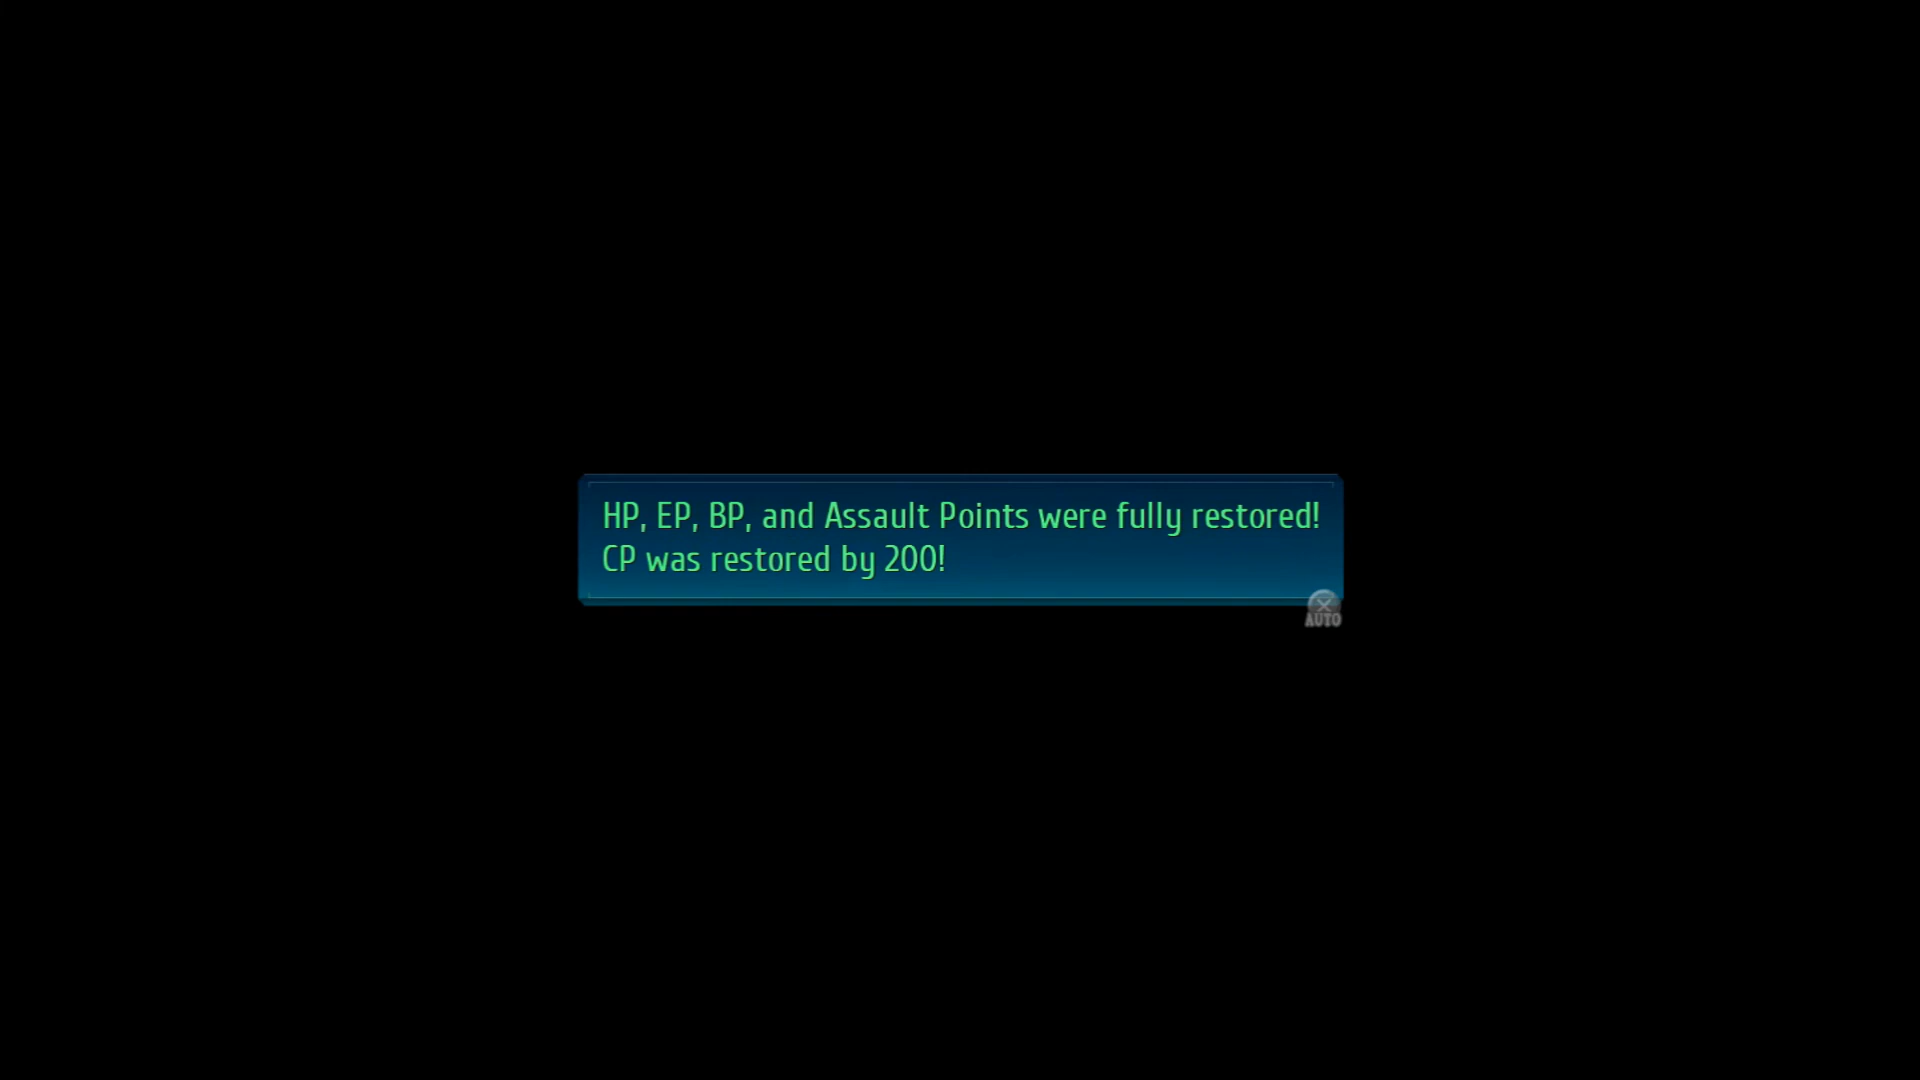 HP, EP, BP, and Assault Points were fully restored!
CP was restored by 200!
AUTO